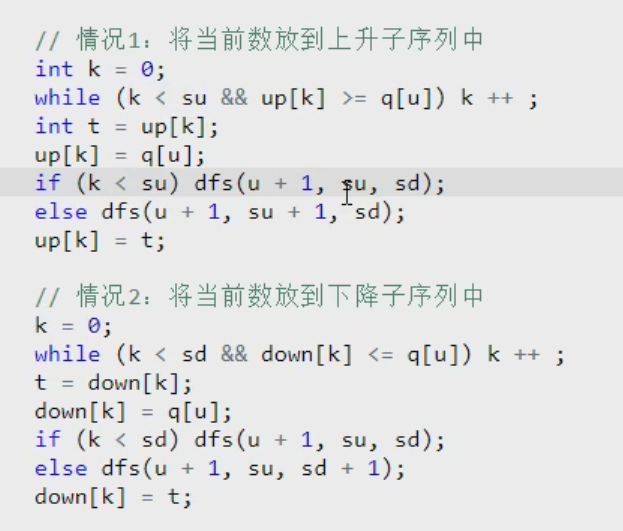 // 情况1：将当前数放到上升子序列中
int k = 0;
while (k < su && up[k] >= q[u]) k ++ ;
int t = up[k];
up[k] = q[u];
if (k < su) dfs(u + 1, su, sd);
else dfs(u + 1, su + 1, sd);
up[k] = t;
// 情况2：将当前数放到下降子序列中
k = 0;
while (k < sd && down[k] <= q[u]) k ++ ;
t = down[k];
down[k] = q[u];
if (k < sd) dfs(u + 1, su, sd);
else dfs(u + 1, su, sd + 1);
down[k] = t;